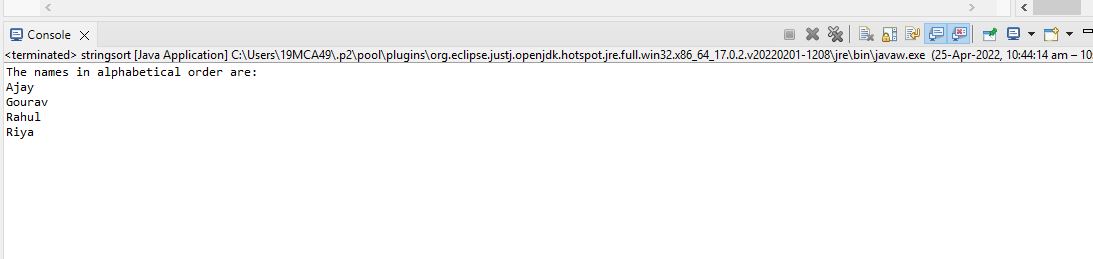 Console
<terminated> stringsort [Java Application] C:\Users\19MCA49\.p2\pool\plugins\org.eclipse.justj.openjdk.hotspot.jre.full.win32.x86_64_17.0.2.v20220201-1208\jre\bin\javaw.exe (25-Apr-2022, 10:44:14 am – 10:
The names in alphabetical order are:
Ajay
Gourav
Rahul
Riya